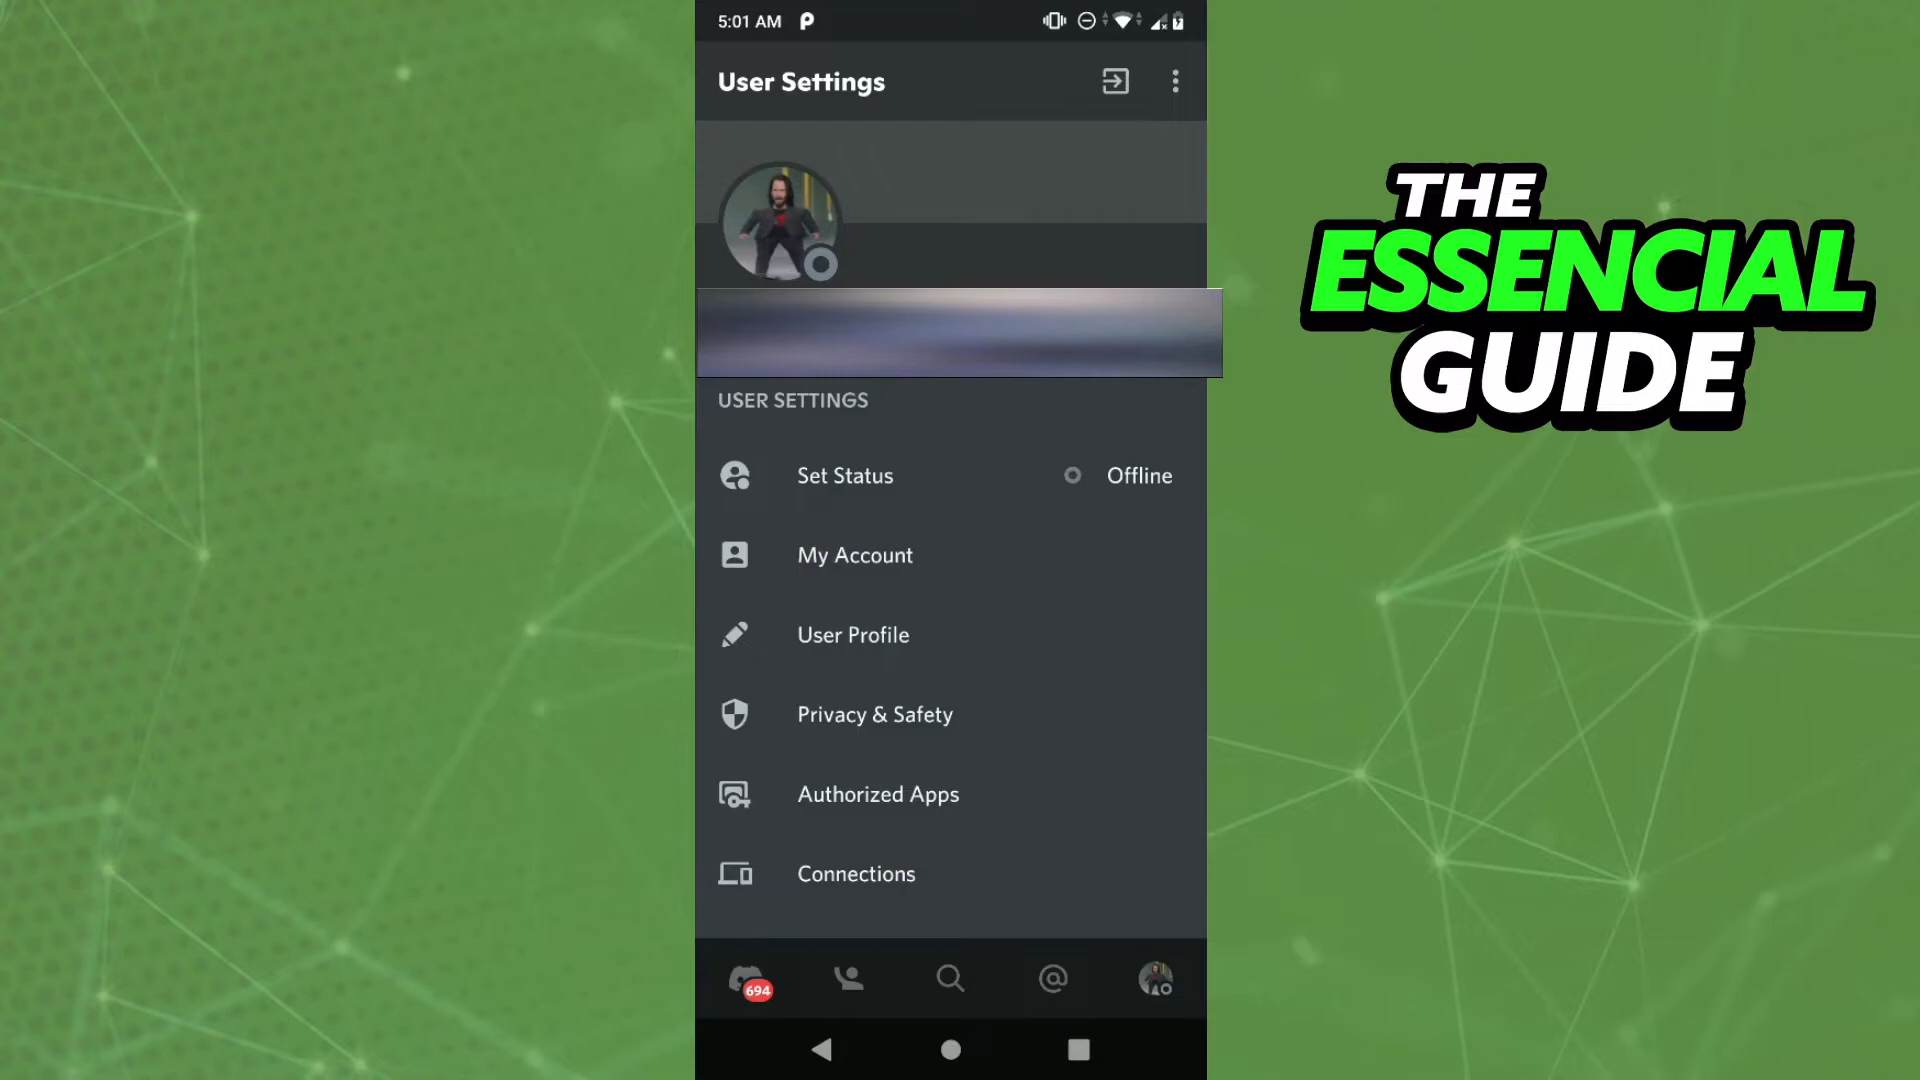 5:01 AM
User Settings
THE
ESSENCIAL
GUIDE
USER SETTINGS
Set Status
Offline
My Account
User Profile
Privacy & Safety
Authorized Apps
Connections
694